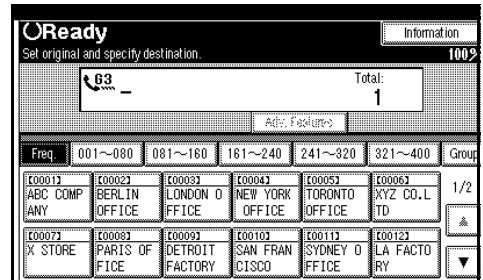 Ready
Information
Set original and specify destination.
100%
G3
Total:
1
Adv. Features
Freq.
001~080
081~160
161~240
241~320
321~400
Group
[0001]
ABC COMP
ANY
[0002]
BERLIN
OFFICE
[0003]
LONDON O
FFICE
[0004]
NEW YORK
OFFICE
[0005]
TORONTO
OFFICE
[0006]
XYZ CO.L
TD
1/2
[0007]
X STORE
[0008]
PARIS OF
FICE
[0009]
DETROIT
FACTORY
[0010]
SAN FRAN
CISCO
[0011]
SYDNEY O
FFICE
[0012]
LA FACTO
RY